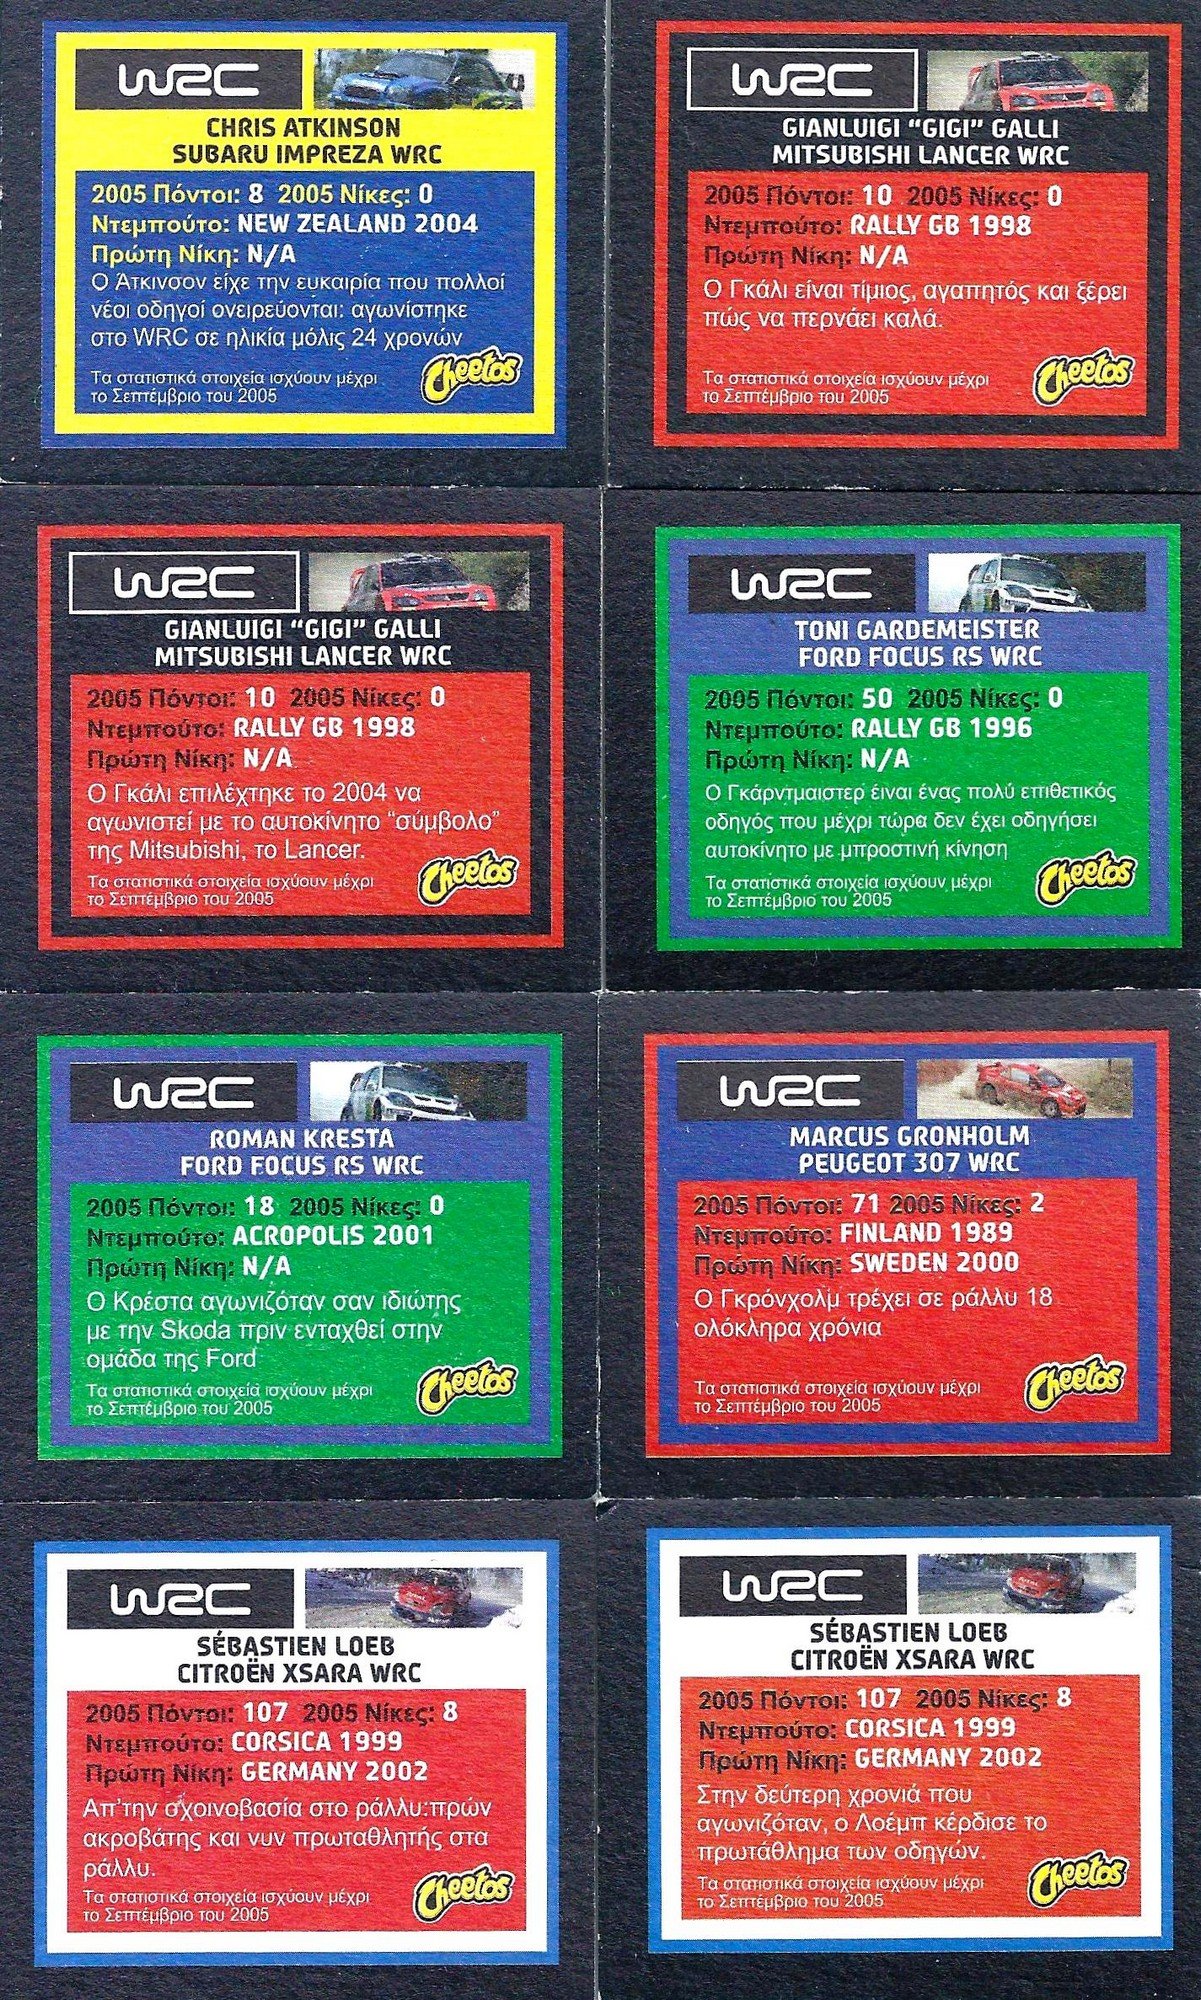 WRC
CHRIS ATKINSON
SUBARU IMPREZA WRC
2005 Πόντοι: 8 2005 Νίκες: 0
Ντεμπούτο: NEW ZEALAND 2004
Πρώτη Νίκη: N/A
Ο Άτκινσον είχε την ευκαιρία που πολλοί
νέοι οδηγοί ονειρεύονται: αγωνίστηκε
στο WRC σε ηλικία μόλις 24 χρονών
Τα στατιστικά στοιχεία ισχύουν μέχρι
το Σεπτέμβριο του 2005
Cheetos
WRC
GIANLUIGI “GIGI” GALLI
MITSUBISHI LANCER WRC
2005 Πόντοι: 10 2005 Νίκες: 0
Ντεμπούτο: RALLY GB 1998
Πρώτη Νίκη: N/A
Ο Γκάλι είναι τίμιος, αγαπητός και ξέρει
πώς να περνάει καλά.
Τα στατιστικά στοιχεία ισχύουν μέχρι
το Σεπτέμβριο του 2005
Cheetos
WRC
GIANLUIGI “GIGI” GALLI
MITSUBISHI LANCER WRC
2005 Πόντοι: 10 2005 Νίκες: 0
Ντεμπούτο: RALLY GB 1998
Πρώτη Νίκη: N/A
Ο Γκάλι επιλέχτηκε το 2004 να
αγωνιστεί με το αυτοκίνητο “σύμβολο”
της Mitsubishi, το Lancer.
Τα στατιστικά στοιχεία ισχύουν μέχρι
το Σεπτέμβριο του 2005
Cheetos
WRC
TONI GARDEMEISTER
FORD FOCUS RS WRC
2005 Πόντοι: 50 2005 Νίκες: 0
Ντεμπούτο: RALLY GB 1996
Πρώτη Νίκη: N/A
Ο Γκάρντμαιστερ έιναι ένας πολύ επιθετικός
οδηγός που μέχρι τώρα δεν έχει οδηγήσει
αυτοκίνητο με μπροστινή κίνηση
Τα στατιστικά στοιχεία ισχύουν μέχρι
το Σεπτέμβριο του 2005
Cheetos
WRC
ROMAN KRESTA
FORD FOCUS RS WRC
2005 Πόντοι: 18 2005 Νίκες: 0
Ντεμπούτο: ACROPOLIS 2001
Πρώτη Νίκη: N/A
Ο Κρέστα αγωνιζόταν σαν ιδιώτης
με την Skoda πριν ενταχθεί στην
ομάδα της Ford
Τα στατιστικά στοιχεία ισχύουν μέχρι
το Σεπτέμβριο του 2005
Cheetos
WRC
MARCUS GRONHOLM
PEUGEOT 307 WRC
2005 Πόντοι: 71 2005 Νίκες: 2
Ντεμπούτο: FINLAND 1989
Πρώτη Νίκη: SWEDEN 2000
Ο Γκρόνχολμ τρέχει σε ράλλυ 18
ολόκληρα χρόνια
Τα στατιστικά στοιχεία ισχύουν μέχρι
το Σεπτέμβριο του 2005
Cheetos
WRC
SÉBASTIEN LOEB
CITROËN XSARA WRC
2005 Πόντοι: 107 2005 Νίκες: 8
Ντεμπούτο: CORSICA 1999
Πρώτη Νίκη: GERMANY 2002
Απ'την σχοινοβασία στο ράλλυ:πρών
ακροβάτης και νυν πρωταθλητής στα
ράλλυ.
Τα στατιστικά στοιχεία ισχύουν μέχρι
το Σεπτέμβριο του 2005
Cheetos
WRC
SÉBASTIEN LOEB
CITROËN XSARA WRC
2005 Πόντοι: 107 2005 Νίκες: 8
Ντεμπούτο: CORSICA 1999
Πρώτη Νίκη: GERMANY 2002
Στην δεύτερη χρονιά που
αγωνιζόταν, ο Λοέμπ κέρδισε το
πρωτάθλημα των οδηγών.
Τα στατιστικά στοιχεία ισχύουν μέχρι
το Σεπτέμβριο του 2005
Cheetos